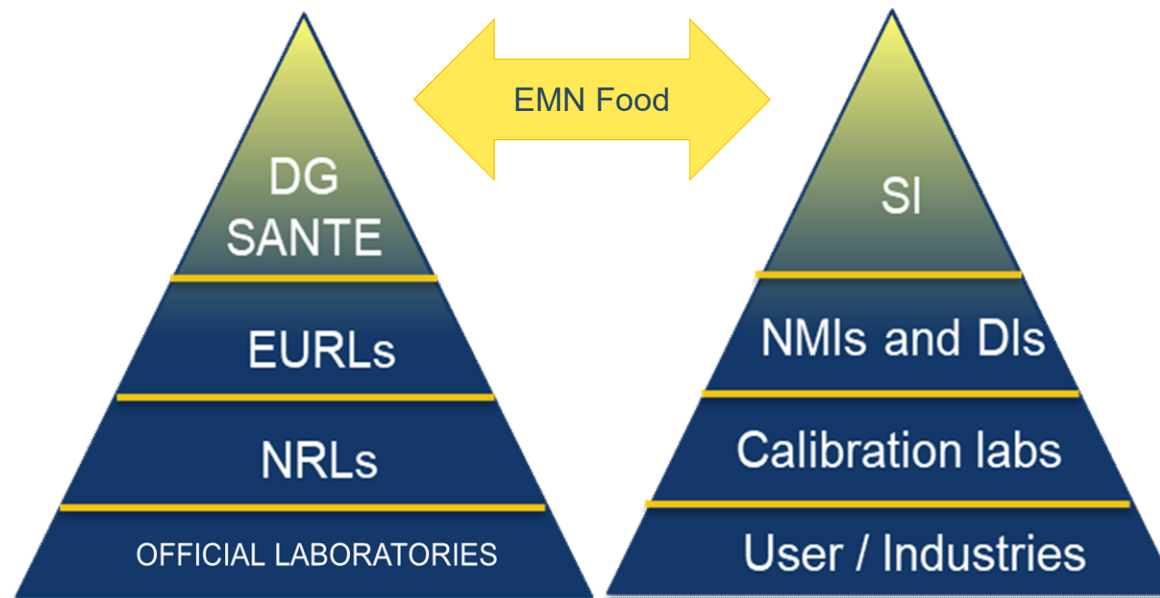 EMN Food
DG
SANTE
EURLs
NRLs
OFFICIAL LABORATORIES
SI
NMIs and DIs
Calibration labs
User / Industries